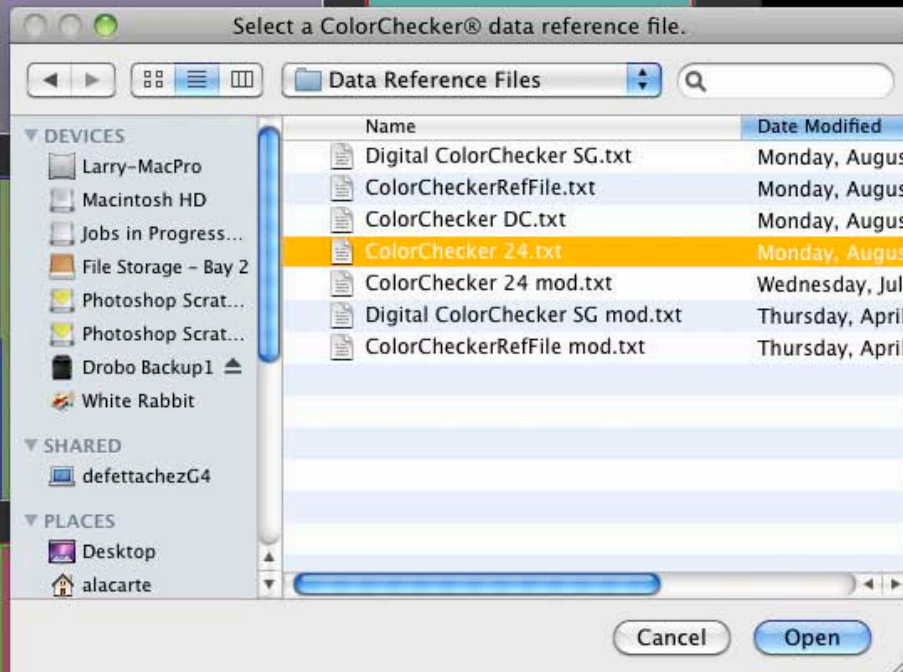 Select a ColorChecker® data reference file.
Data Reference Files
DEVICES
Larry-MacPro
Macintosh HD
Jobs in Progress...
File Storage – Bay 2
Photoshop Scrat...
Photoshop Scrat...
Drobo Backup1
White Rabbit
SHARED
defettachezG4
PLACES
Desktop
alacarte
Name Date Modified
Digital ColorChecker SG.txt Monday, Augus
ColorCheckerRefFile.txt Monday, Augus
ColorChecker DC.txt Monday, Augus
ColorChecker 24.txt Monday, Augus
ColorChecker 24 mod.txt Wednesday, Jul
Digital ColorChecker SG mod.txt Thursday, April
ColorCheckerRefFile mod.txt Thursday, April
Cancel Open